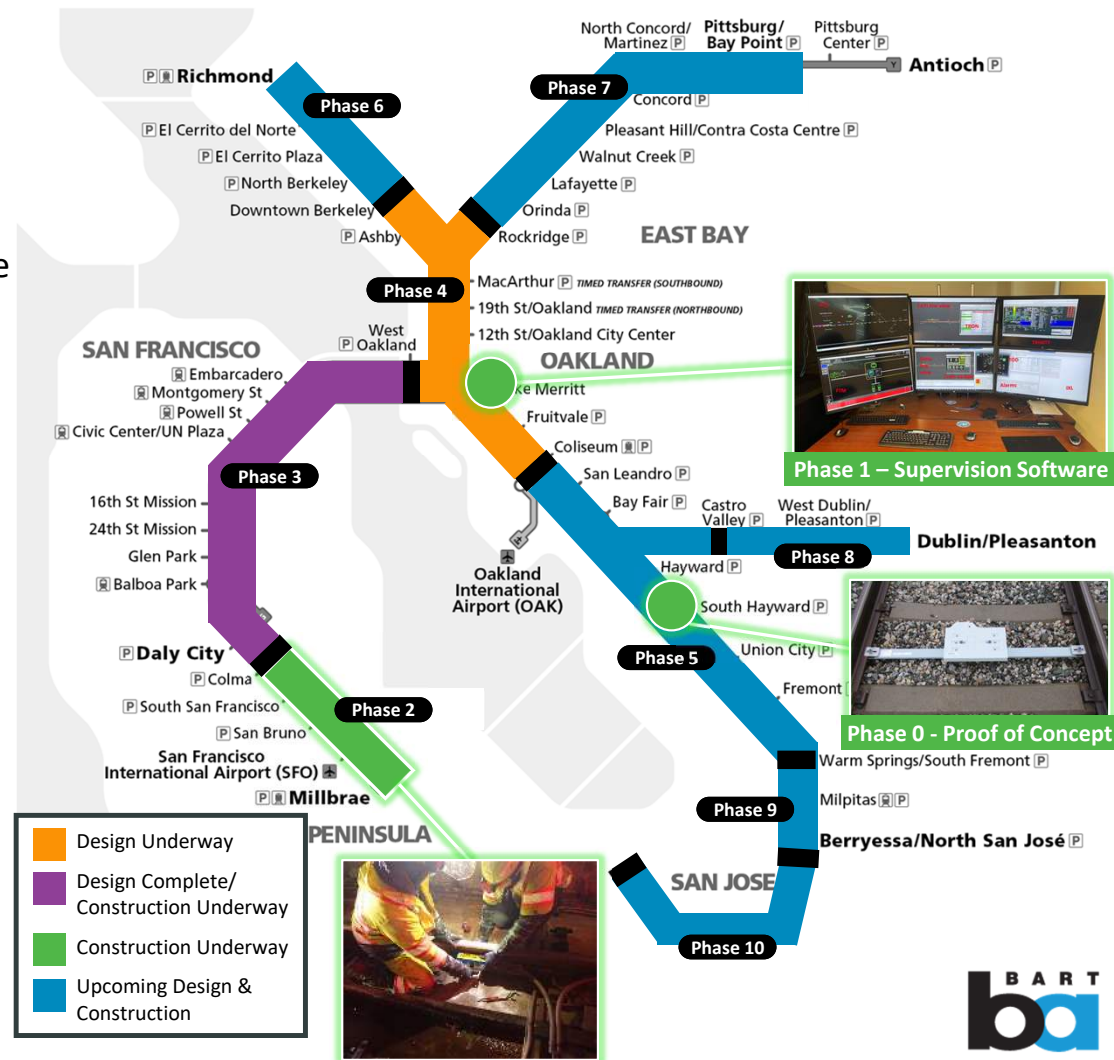 North Concord/
Martinez P
Pittsburg/
Bay Point P
Pittsburg
Center P
Y
Antioch P
P Richmond
Phase 6
Phase 7
Concord P
P El Cerrito del Norte
Pleasant Hill/Contra Costa Centre P
P El Cerrito Plaza
Walnut Creek P
P North Berkeley
Lafayette P
Downtown Berkeley
Orinda P
P Ashby
Rockridge P
EAST BAY
e
Phase 4
MacArthur P TIMED TRANSFER (SOUTHBOUND)
19th St/Oakland TIMED TRANSFER (NORTHBOUND)
12th St/Oakland City Center
West
P Oakland
SAN FRANCISCO
OAKLAND
Embarcadero
Montgomery St
Powell St
Civic Center/UN Plaza
ke Merritt
Fruitvale P
Coliseum P
San Leandro P
Bay Fair P
Phase 1 – Supervision Software
Phase 3
16th St Mission
24th St Mission
Glen Park
Balboa Park
Castro
Valley P
West Dublin/
Pleasanton P
Dublin/Pleasanton
Phase 8
H
Oakland
International
Airport (OAK)
Hayward P
South Hayward P
Phase 5
Union City P
Fremont
Phase 0 - Proof of Concept
P Daly City
P Colma
P South San Francisco
Phase 2
P San Bruno
San Francisco
International Airport (SFO)
P Millbrae
PENINSULA
Warm Springs/South Fremont P
Milpitas P
Phase 9
Berryessa/North San José P
SAN JOSE
Phase 10
Design Underway
Design Complete/
Construction Underway
Construction Underway
Upcoming Design &
Construction
BART
ba